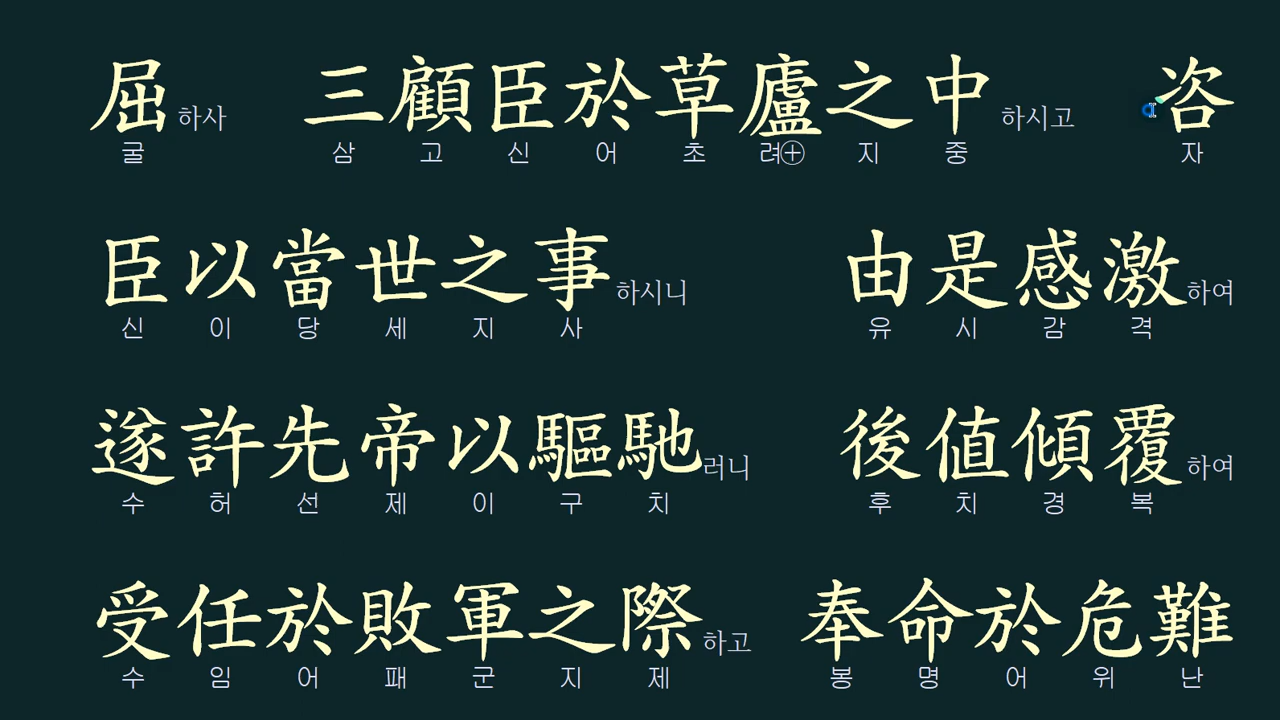 屈하사 三顧臣於草廬之中하시고 咨
굴 삼 고 신 어 초 려⊕ 지 중 자
臣以當世之事하시니 由是感激하여
신 이 당 세 지 사 유 시 감 격
遂許先帝以驅馳러니 後値傾覆하여
수 허 선 제 이 구 치 후 치 경 복
受任於敗軍之際하고 奉命於危難
수 임 어 패 군 지 제 봉 명 어 위 난